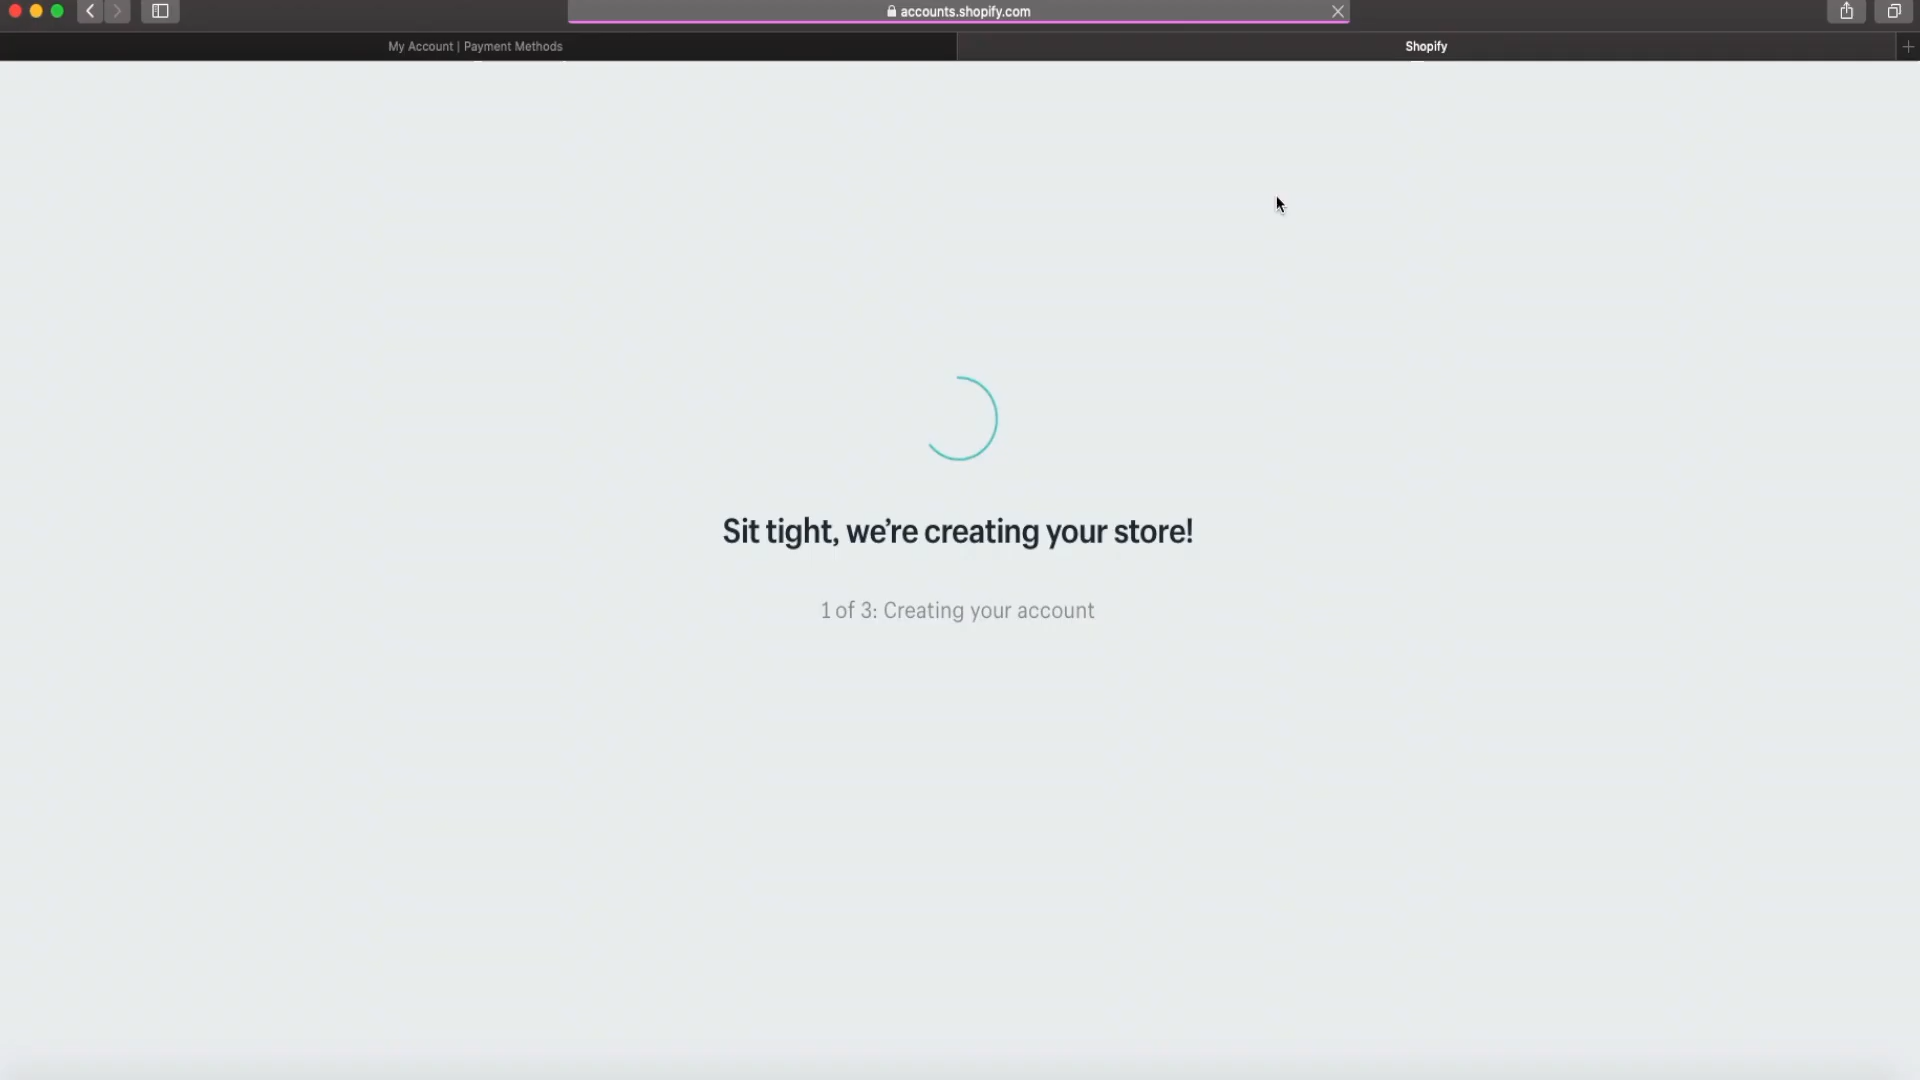 accounts.shopify.com
My Account | Payment Methods
Shopify
Sit tight, we're creating your store!
1 of 3: Creating your account